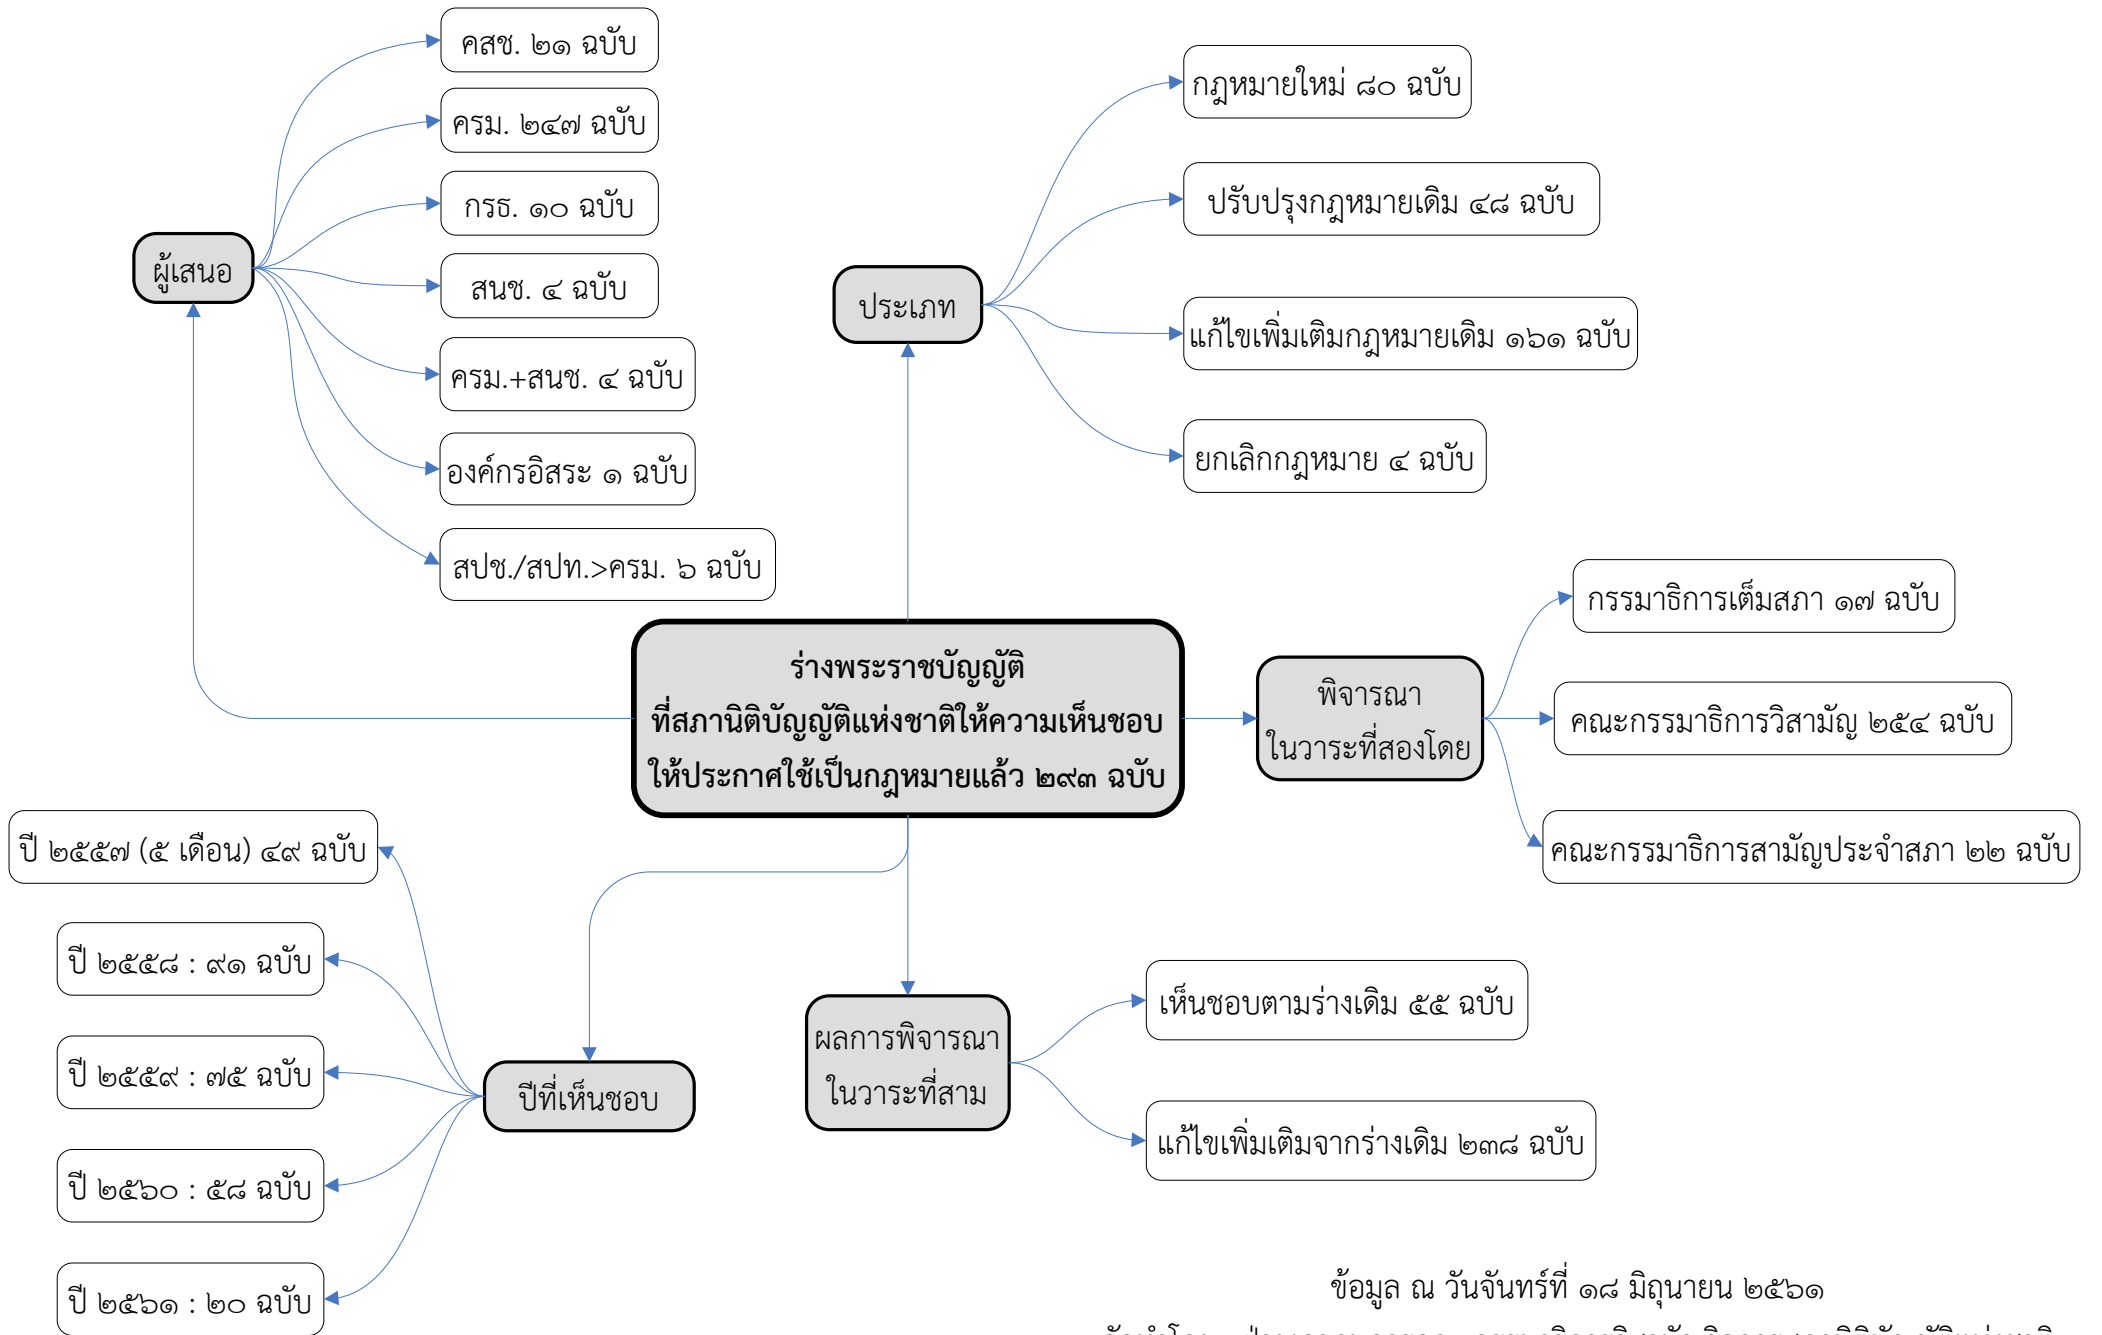 คสช. ๒๑ ฉบับ
ครม. ๒๔๗ ฉบับ
กรธ. ๑๐ ฉบับ
สนช. ๔ ฉบับ
ครม.+สนช. ๔ ฉบับ
องค์กรอิสระ ๑ ฉบับ
สปช./สปท.>ครม. ๖ ฉบับ
ผู้เสนอ
กฎหมายใหม่ ๘๐ ฉบับ
ปรับปรุงกฎหมายเดิม ๔๘ ฉบับ
แก้ไขเพิ่มเติมกฎหมายเดิม ๑๖๑ ฉบับ
ยกเลิกกฎหมาย ๔ ฉบับ
ประเภท
ร่างพระราชบัญญัติ
ที่สภานิติบัญญัติแห่งชาติให้ความเห็นชอบ
ให้ประกาศใช้เป็นกฎหมายแล้ว ๒๙๓ ฉบับ
พิจารณา
ในวาระที่สองโดย
กรรมาธิการเต็มสภา ๑๗ ฉบับ
คณะกรรมาธิการวิสามัญ ๒๕๔ ฉบับ
คณะกรรมาธิการสามัญประจำสภา ๒๒ ฉบับ
ปี ๒๕๕๗ (๕ เดือน) ๔๙ ฉบับ
ปี ๒๕๕๘ : ๙๑ ฉบับ
ปี ๒๕๕๙ : ๗๕ ฉบับ
ปี ๒๕๖๐ : ๕๘ ฉบับ
ปี ๒๕๖๑ : ๒๐ ฉบับ
ปีที่เห็นชอบ
ผลการพิจารณา
ในวาระที่สาม
เห็นชอบตามร่างเดิม ๕๕ ฉบับ
แก้ไขเพิ่มเติมจากร่างเดิม ๒๓๘ ฉบับ
ข้อมูล ณ วันจันทร์ที่ ๑๘ มิถุนายน ๒๕๖๑